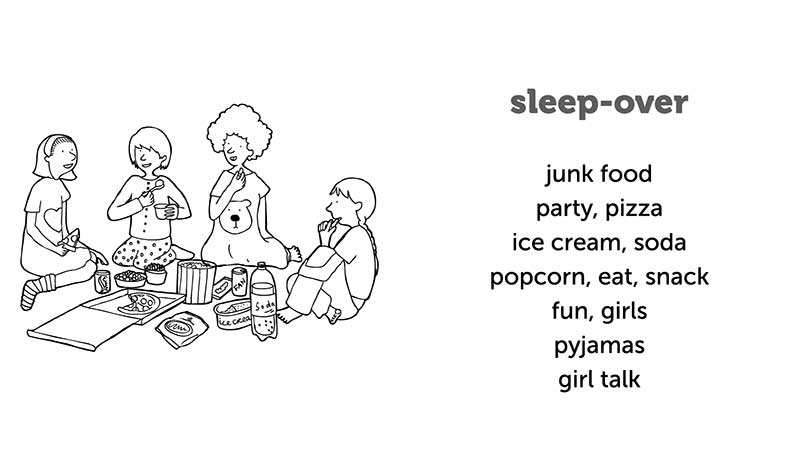 sleep-over
junk food
party, pizza
ice cream, soda
popcorn, eat, snack
fun, girls
pyjamas
girl talk
Soda
ice crea